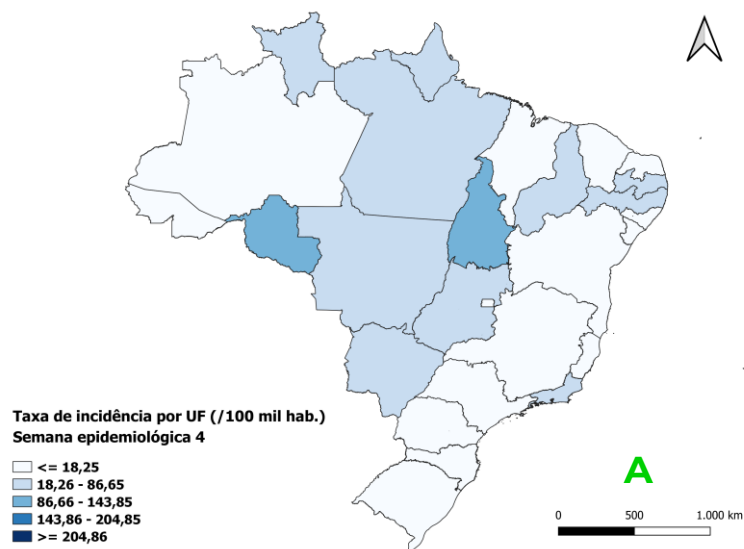 Taxa de incidência por UF (/100 mil hab.)
Semana epidemiológica 4
<= 18,25
18,26 - 86,65
86,66 - 143,85
143,86 - 204,85
>= 204,86
A
0 500 1.000 km